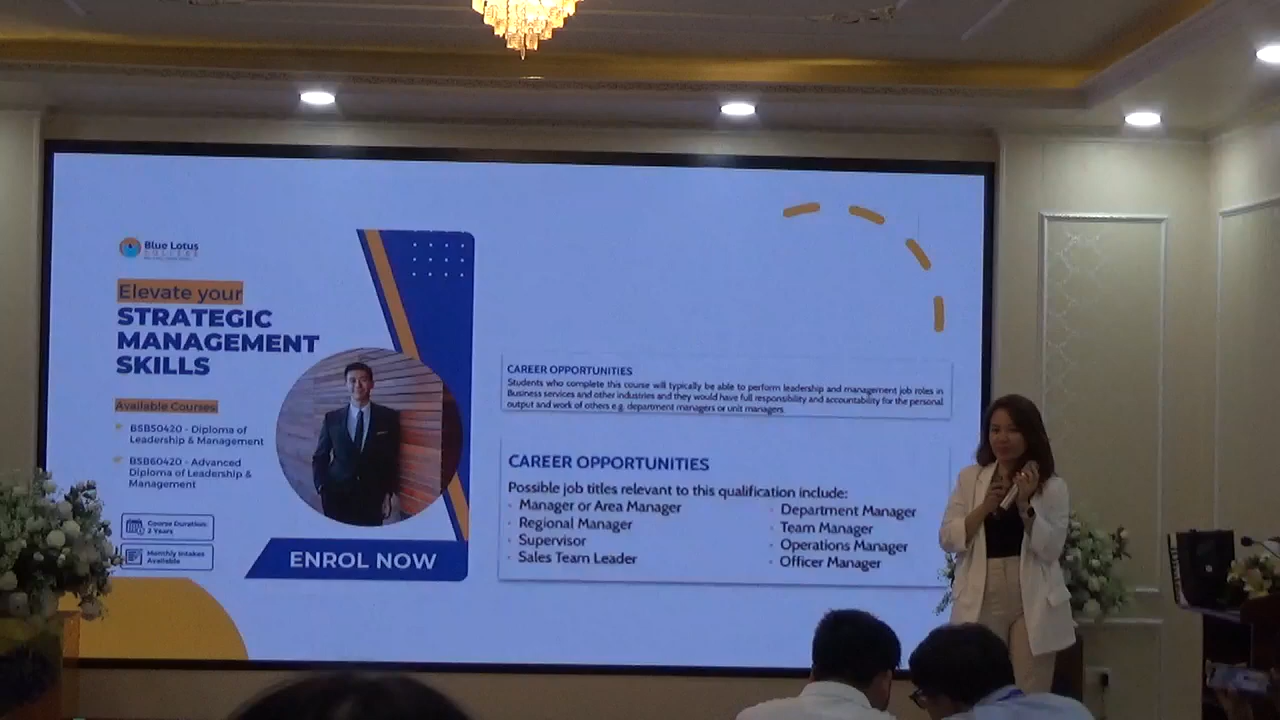 Blue Lotus
COLLEGE
Elevate your
STRATEGIC
MANAGEMENT
SKILLS
Available Courses:
BSB50420 - Diploma of
Leadership & Management
BSB60420 - Advanced
Diploma of Leadership &
Management
Course Duration:
2 Years
Monthly Intakes
Available
ENROL NOW
CAREER OPPORTUNITIES
Students who complete this course will typically be able to perform leadership and management job roles in
Business services and other industries and they would have full responsibility and accountability for the personal
output and work of others e.g. department managers or unit managers.
CAREER OPPORTUNITIES
Possible job titles relevant to this qualification include:
· Manager or Area Manager
· Regional Manager
· Supervisor
· Sales Team Leader
· Department Manager
· Team Manager
· Operations Manager
· Officer Manager